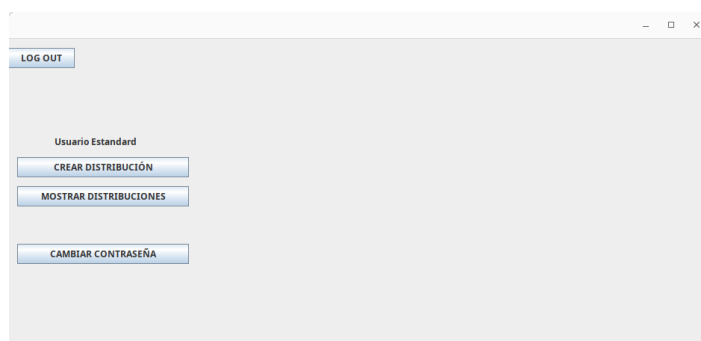 LOG OUT
Usuario Estandard
CREAR DISTRIBUCIÓN
MOSTRAR DISTRIBUCIONES
CAMBIAR CONTRASEÑA